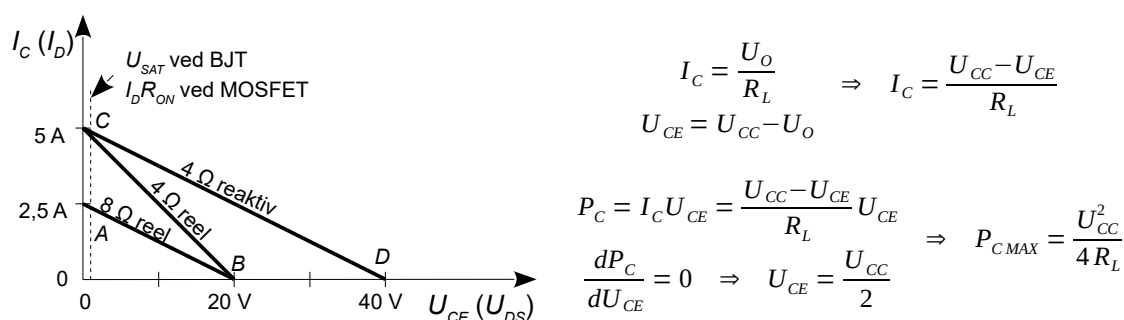 I_C (I_D)
U_SAT ved BJT
I_D R_ON ved MOSFET
C
5 A
4 Ω reaktiv
4 Ω reel
2,5 A
8 Ω reel
A
B
D
0
0
20 V
40 V
U_CE (U_DS)
I_C = U_O / R_L ⇒ I_C = (U_CC − U_CE) / R_L
U_CE = U_CC − U_O
P_C = I_C U_CE = (U_CC − U_CE) / R_L U_CE
dP_C / dU_CE = 0 ⇒ U_CE = U_CC / 2
⇒ P_C MAX = U_CC^2 / 4 R_L